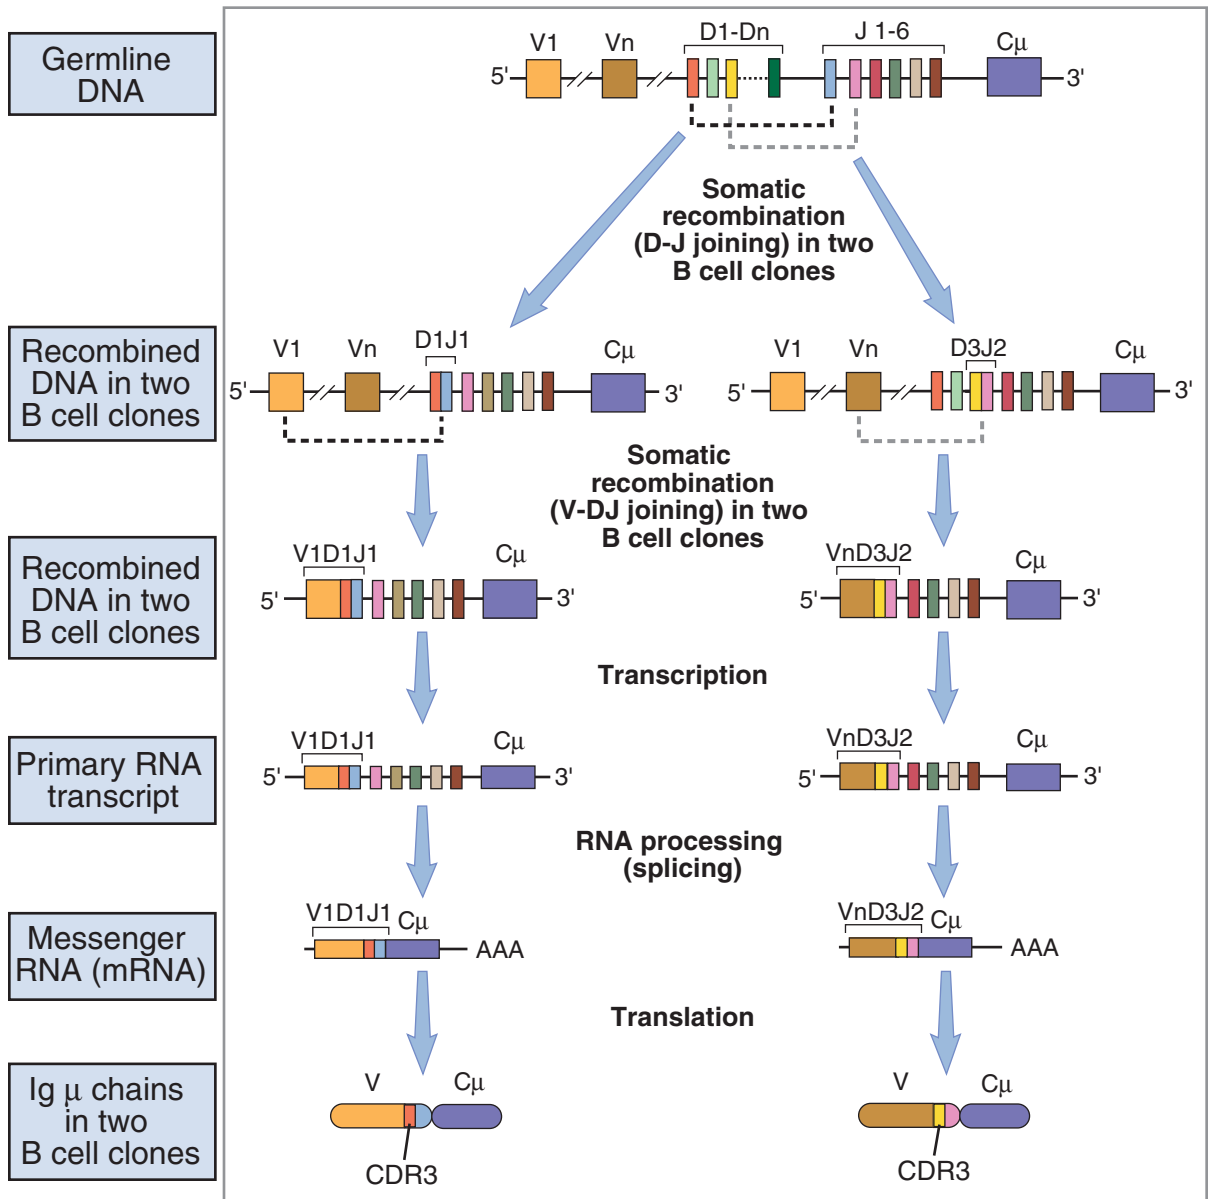 Germline
DNA
V1
Vn
D1-Dn
J 1-6
Cμ
5'
3'
Somatic
recombination
(D-J joining) in two
B cell clones
Recombined
DNA in two
B cell clones
V1
Vn
D1J1
Cμ
5'
3'
V1
Vn
D3J2
Cμ
5'
3'
Somatic
recombination
(V-DJ joining) in two
B cell clones
Recombined
DNA in two
B cell clones
V1D1J1
Cμ
5'
3'
VnD3J2
Cμ
5'
3'
Transcription
Primary RNA
transcript
V1D1J1
Cμ
5'
3'
VnD3J2
Cμ
5'
3'
RNA processing
(splicing)
Messenger
RNA (mRNA)
V1D1J1
Cμ
AAA
VnD3J2
Cμ
AAA
Translation
Ig μ chains
in two
B cell clones
V
Cμ
CDR3
V
Cμ
CDR3